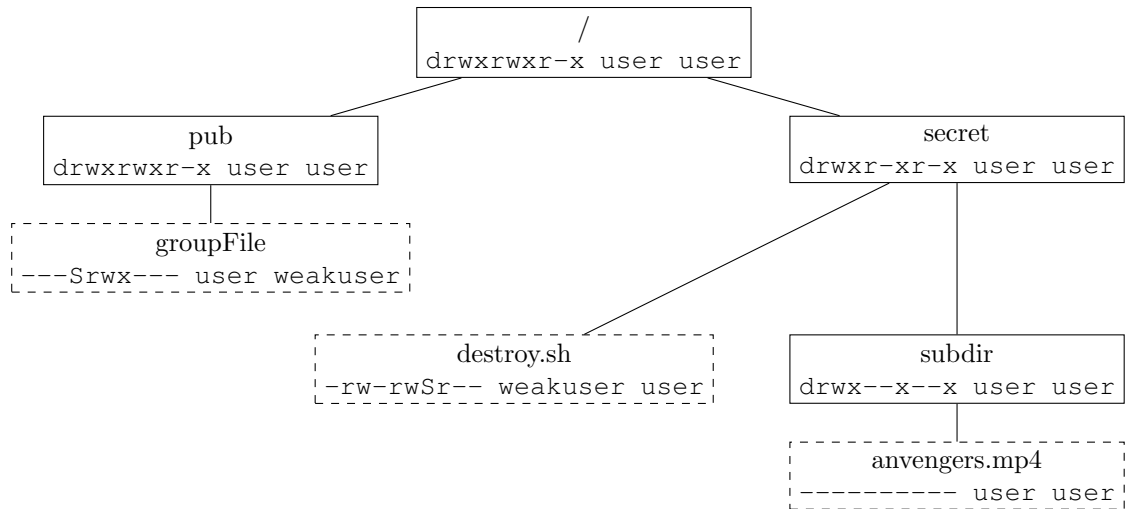 /
drwxrwxr-x user user
pub
drwxrwxr-x user user
secret
drwxr-xr-x user user
groupFile
---Srwx--- user weakuser
destroy.sh
-rw-rwSr-- weakuser user
subdir
drwx--x--x user user
anvengers.mp4
---------- user user